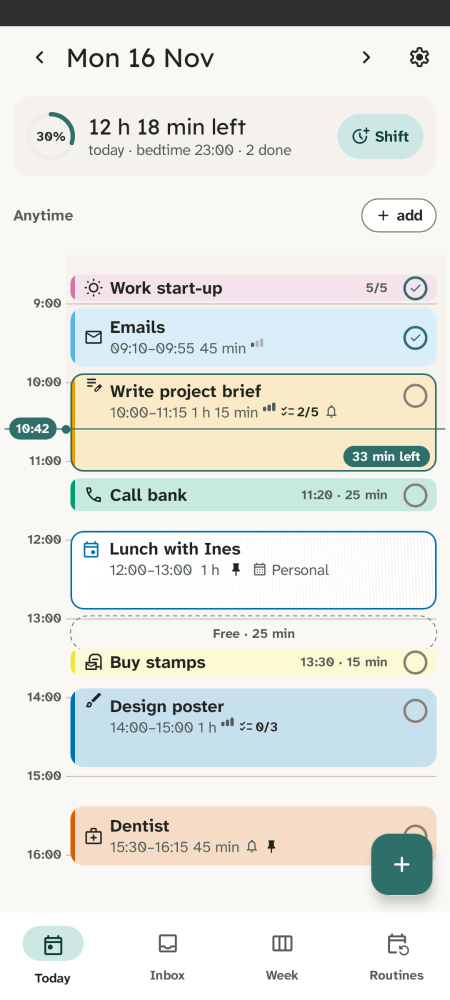 Mon 16 Nov
30%
12 h 18 min left
today · bedtime 23:00 · 2 done
Shift
Anytime
+ add
Work start-up 5/5
9:00
Emails
09:10–09:55 45 min
10:00
Write project brief
10:00–11:15 1 h 15 min 2/5
10:42
33 min left
11:00
Call bank 11:20 · 25 min
12:00
Lunch with Ines
12:00–13:00 1 h Personal
13:00
Free · 25 min
Buy stamps 13:30 · 15 min
14:00
Design poster
14:00–15:00 1 h 0/3
15:00
Dentist
15:30–16:15 45 min
16:00
Today Inbox Week Routines